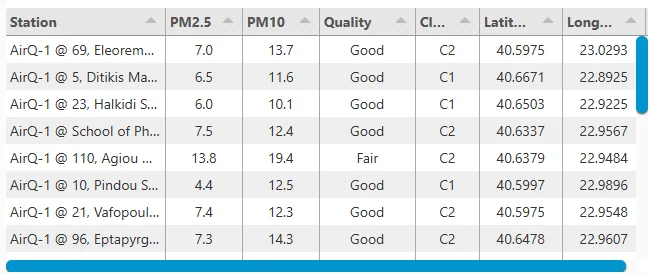 Station PM2.5 PM10 Quality Cl... Latit... Long...
AirQ-1 @ 69, Eleorem... 7.0 13.7 Good C2 40.5975 23.0293
AirQ-1 @ 5, Ditikis Ma... 6.5 11.6 Good C1 40.6671 22.8925
AirQ-1 @ 23, Halkidi S... 6.0 10.1 Good C1 40.6503 22.9225
AirQ-1 @ School of Ph... 7.5 12.4 Good C2 40.6337 22.9567
AirQ-1 @ 110, Agiou ... 13.8 19.4 Fair C2 40.6379 22.9484
AirQ-1 @ 10, Pindou S... 4.4 12.5 Good C1 40.5997 22.9896
AirQ-1 @ 21, Vafopoul... 7.4 12.3 Good C2 40.5975 22.9548
AirQ-1 @ 96, Eptapyrg... 7.3 14.3 Good C2 40.6478 22.9607